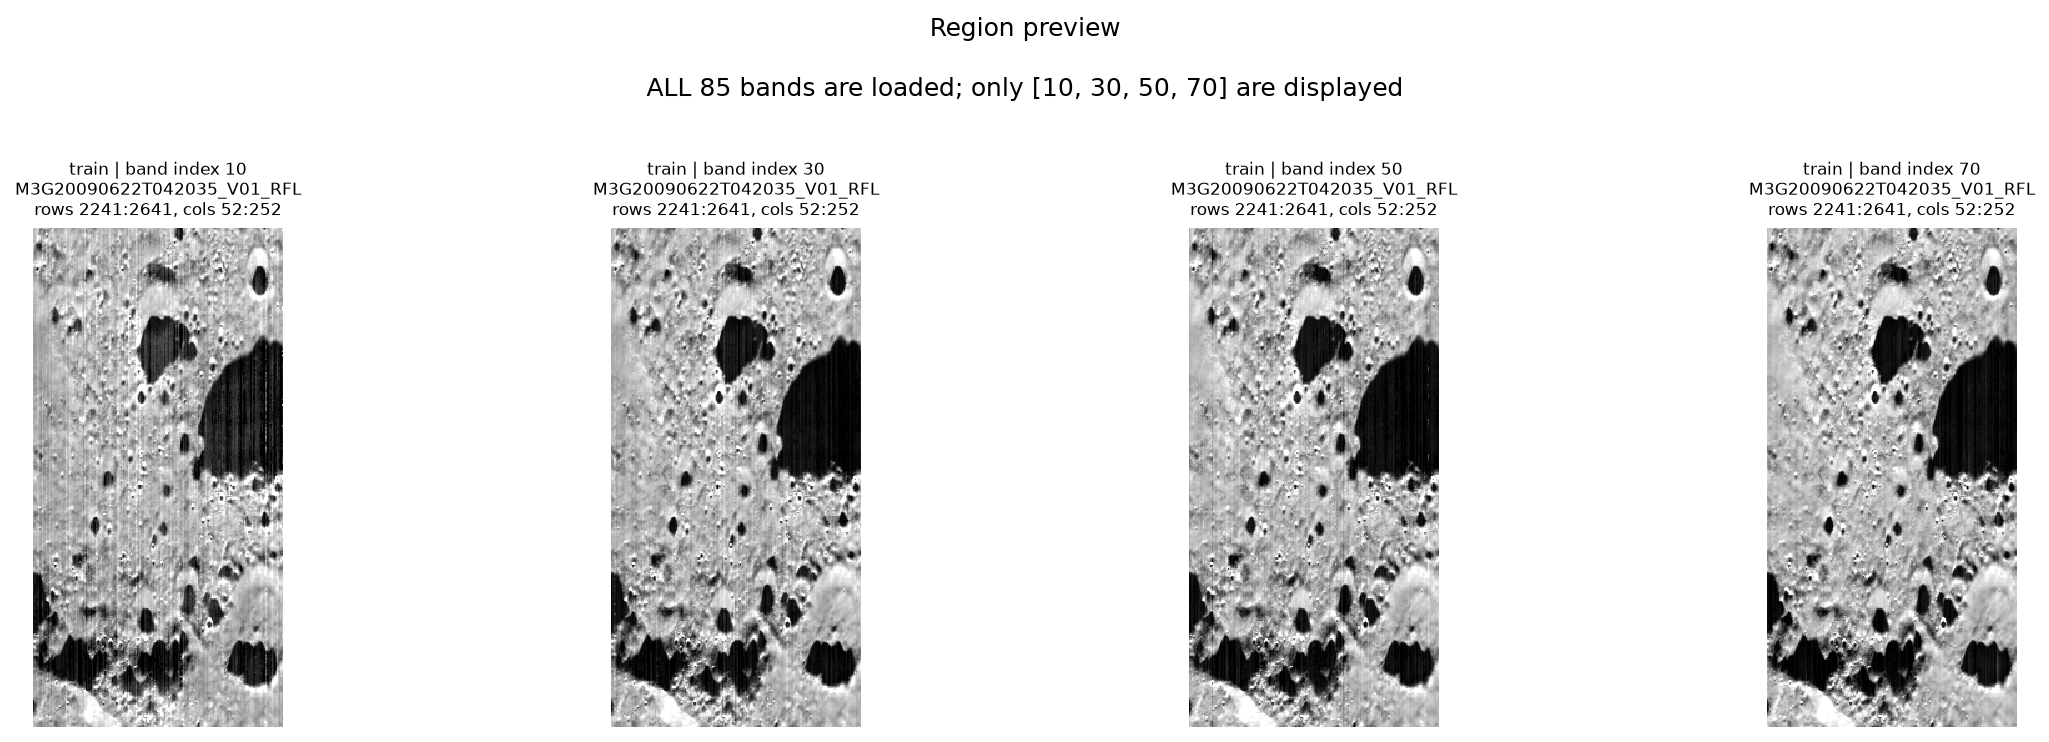 Region preview
ALL 85 bands are loaded; only [10, 30, 50, 70] are displayed
train | band index 10
M3G20090622T042035_V01_RFL
rows 2241:2641, cols 52:252
train | band index 30
M3G20090622T042035_V01_RFL
rows 2241:2641, cols 52:252
train | band index 50
M3G20090622T042035_V01_RFL
rows 2241:2641, cols 52:252
train | band index 70
M3G20090622T042035_V01_RFL
rows 2241:2641, cols 52:252